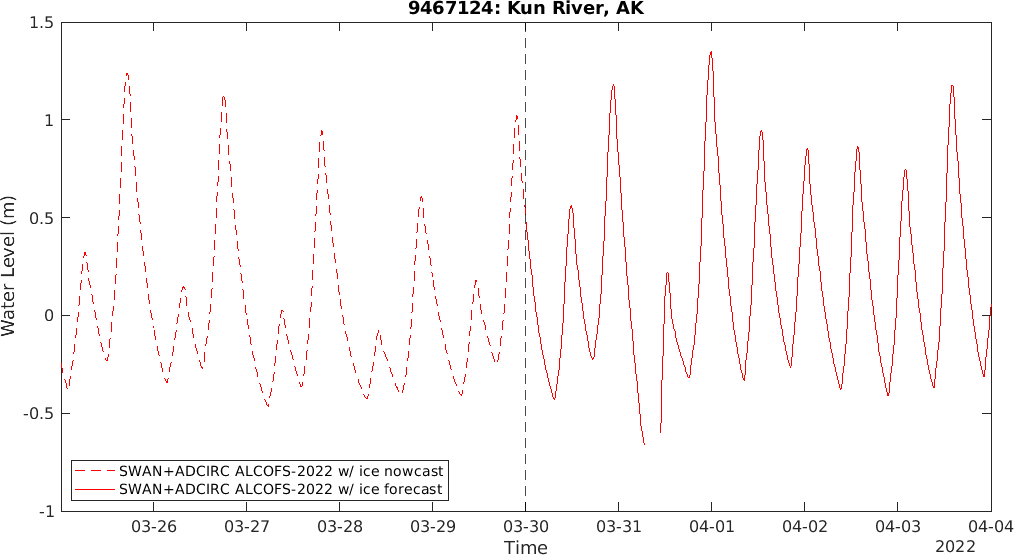 9467124: Kun River, AK
1.5
1
0.5
0
-0.5
-1
Water Level (m)
SWAN+ADCIRC ALCOFS-2022 w/ ice nowcast
SWAN+ADCIRC ALCOFS-2022 w/ ice forecast
03-26 03-27 03-28 03-29 03-30 03-31 04-01 04-02 04-03 04-04
Time
2022